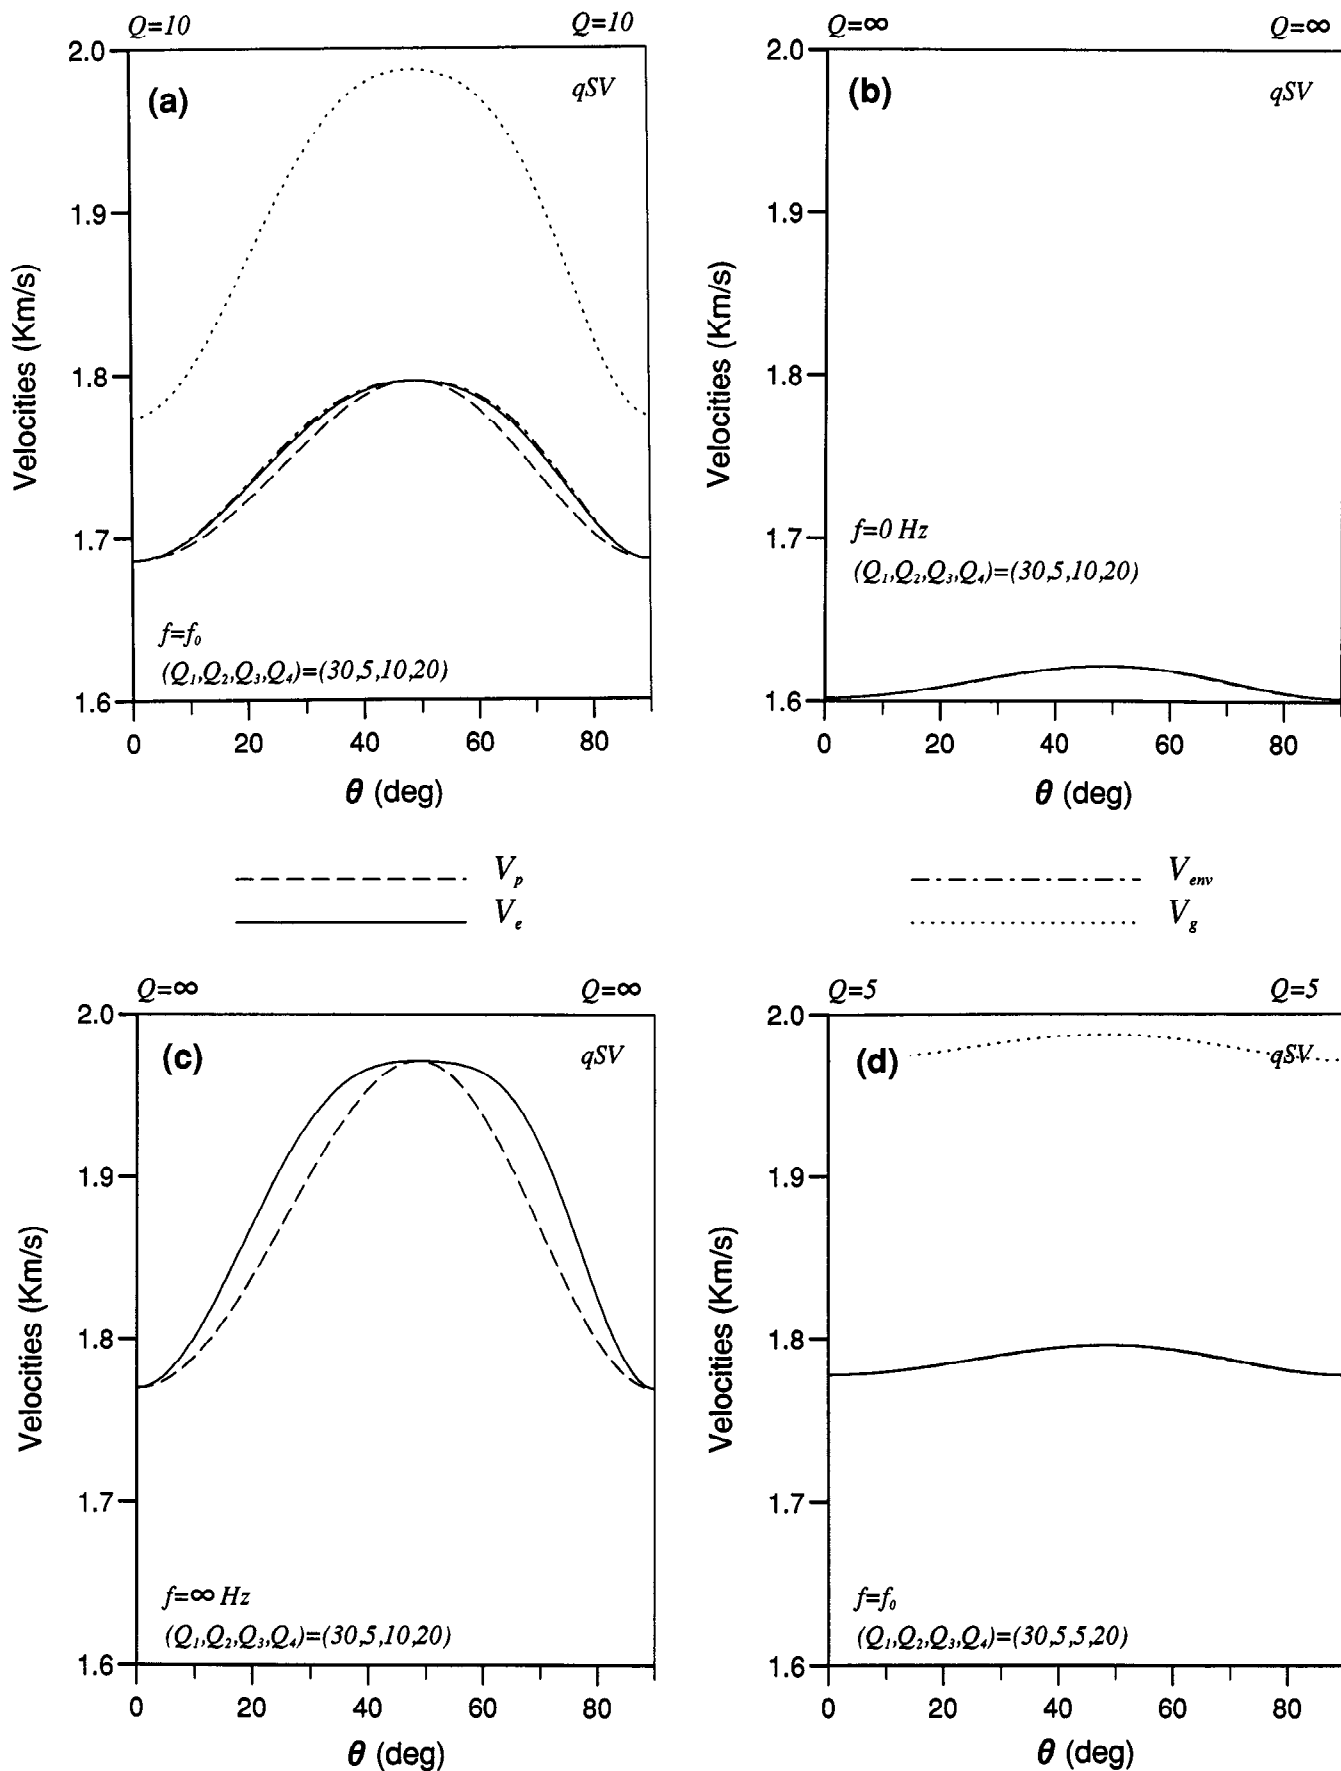 Q=10 Q=10
2.0
(a) qSV
1.9
Velocities (Km/s)
1.8
1.7
f=f₀
(Q₁,Q₂,Q₃,Q₄)=(30,5,10,20)
1.6
0 20 40 60 80
θ (deg)
Q=∞ Q=∞
2.0
(b) qSV
1.9
Velocities (Km/s)
1.8
1.7
f=0 Hz
(Q₁,Q₂,Q₃,Q₄)=(30,5,10,20)
1.6
0 20 40 60 80
θ (deg)
Vp
Ve
Venv
Vg
Q=∞ Q=∞
2.0
(c) qSV
1.9
Velocities (Km/s)
1.8
1.7
f=∞ Hz
(Q₁,Q₂,Q₃,Q₄)=(30,5,10,20)
1.6
0 20 40 60 80
θ (deg)
Q=5 Q=5
2.0
(d) qSV
1.9
Velocities (Km/s)
1.8
1.7
f=f₀
(Q₁,Q₂,Q₃,Q₄)=(30,5,5,20)
1.6
0 20 40 60 80
θ (deg)